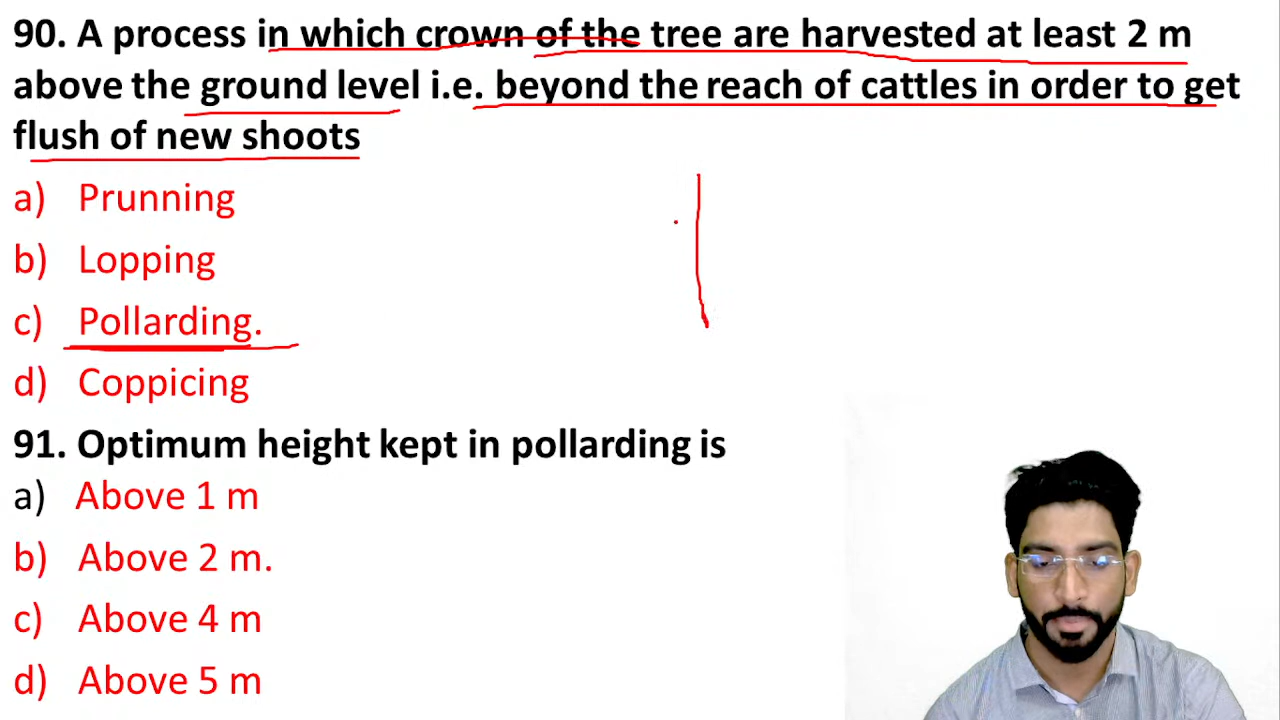 90. A process in which crown of the tree are harvested at least 2 m
above the ground level i.e. beyond the reach of cattles in order to get
flush of new shoots
a) Prunning
b) Lopping
c) Pollarding.
d) Coppicing
91. Optimum height kept in pollarding is
a) Above 1 m
b) Above 2 m.
c) Above 4 m
d) Above 5 m